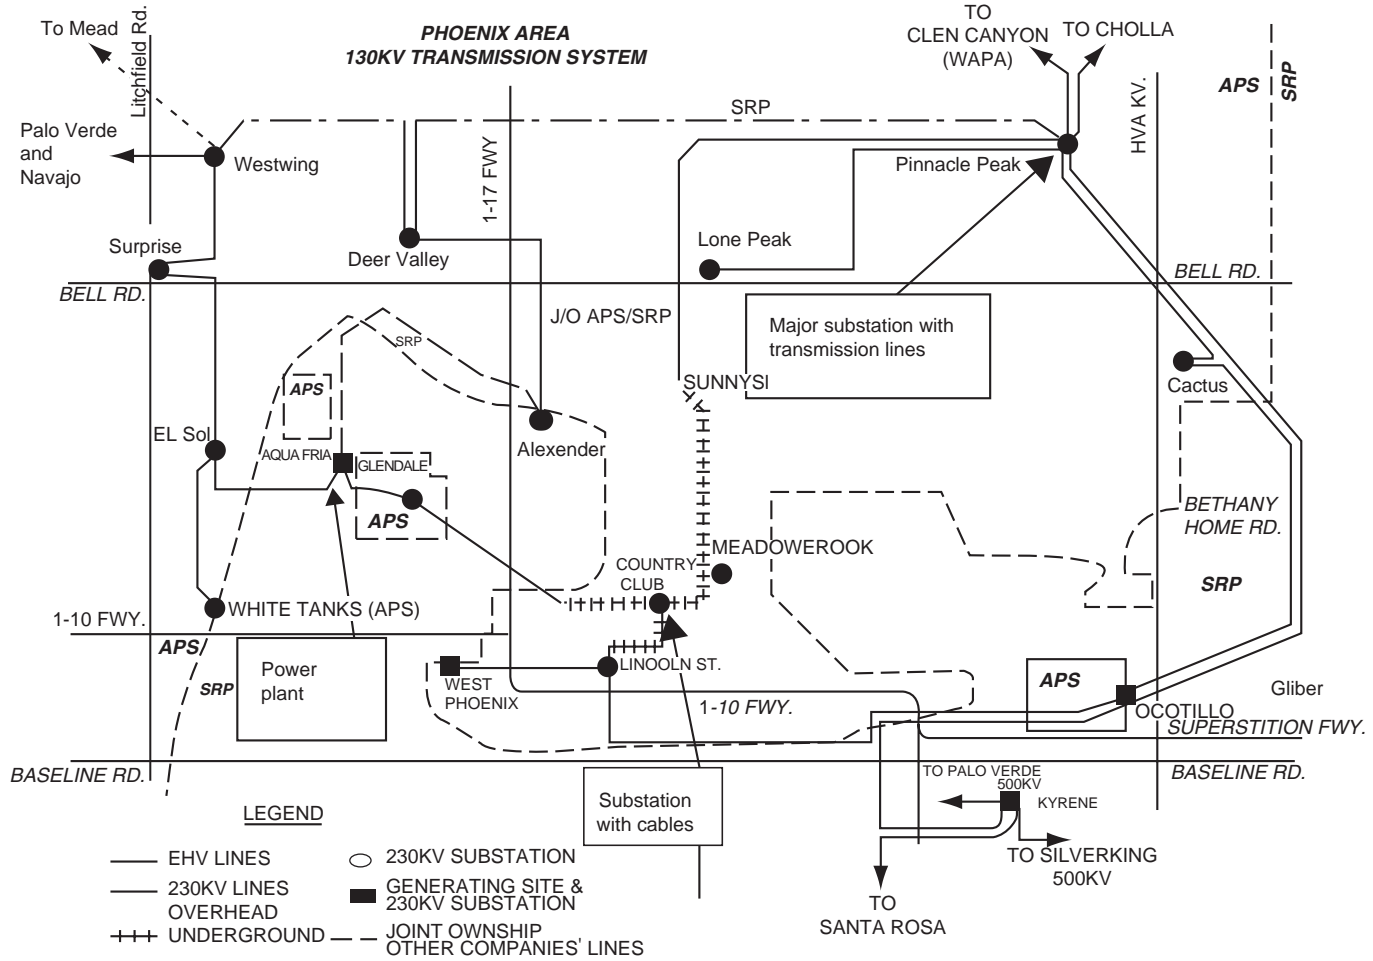 To Mead
Litchfield Rd.
PHOENIX AREA
130KV TRANSMISSION SYSTEM
TO
CLEN CANYON
(WAPA)
TO CHOLLA
HVA KV.
APS
SRP
SRP
Palo Verde
and
Navajo
Westwing
1-17 FWY
Pinnacle Peak
Surprise
Deer Valley
Lone Peak
BELL RD.
BELL RD.
J/O APS/SRP
Major substation with
transmission lines
SRP
APS
SUNNYSI
Cactus
EL Sol
AQUA FRIA
GLENDALE
Alexender
APS
BETHANY
HOME RD.
MEADOWEROOK
COUNTRY
CLUB
SRP
WHITE TANKS (APS)
1-10 FWY.
APS
SRP
Power
plant
WEST
PHOENIX
LINOOLN ST.
1-10 FWY.
APS
OCOTILLO
Gliber
SUPERSTITION FWY.
BASELINE RD.
BASELINE RD.
TO PALO VERDE
500KV
KYRENE
Substation
with cables
TO SILVERKING
500KV
TO
SANTA ROSA
LEGEND
EHV LINES
230KV LINES
OVERHEAD
UNDERGROUND
230KV SUBSTATION
GENERATING SITE &
230KV SUBSTATION
JOINT OWNSHIP
OTHER COMPANIES' LINES